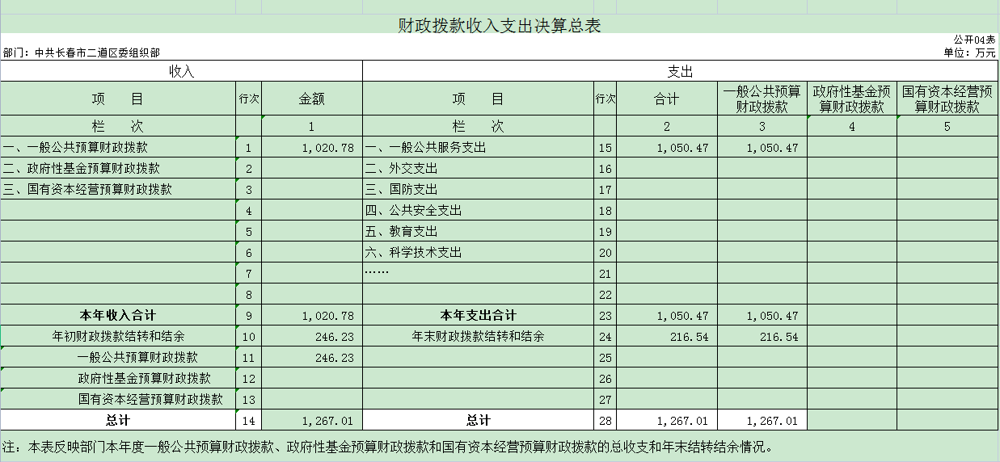 财政拨款收入支出决算总表
公开04表
部门：中共长春市二道区委组织部 单位：万元
收入 支出
项 目 行次 金额 项 目 行次 合计 一般公共预算财政拨款 政府性基金预算财政拨款 国有资本经营预算财政拨款
栏 次 1 栏 次 2 3 4 5
一、一般公共预算财政拨款 1 1,020.78 一、一般公共服务支出 15 1,050.47 1,050.47
二、政府性基金预算财政拨款 2 二、外交支出 16
三、国有资本经营预算财政拨款 3 三、国防支出 17
4 四、公共安全支出 18
5 五、教育支出 19
6 六、科学技术支出 20
7 …… 21
8 22
本年收入合计 9 1,020.78 本年支出合计 23 1,050.47 1,050.47
年初财政拨款结转和结余 10 246.23 年末财政拨款结转和结余 24 216.54 216.54
一般公共预算财政拨款 11 246.23 25
政府性基金预算财政拨款 12 26
国有资本经营预算财政拨款 13 27
总计 14 1,267.01 总计 28 1,267.01 1,267.01
注：本表反映部门本年度一般公共预算财政拨款、政府性基金预算财政拨款和国有资本经营预算财政拨款的总收支和年末结转结余情况。